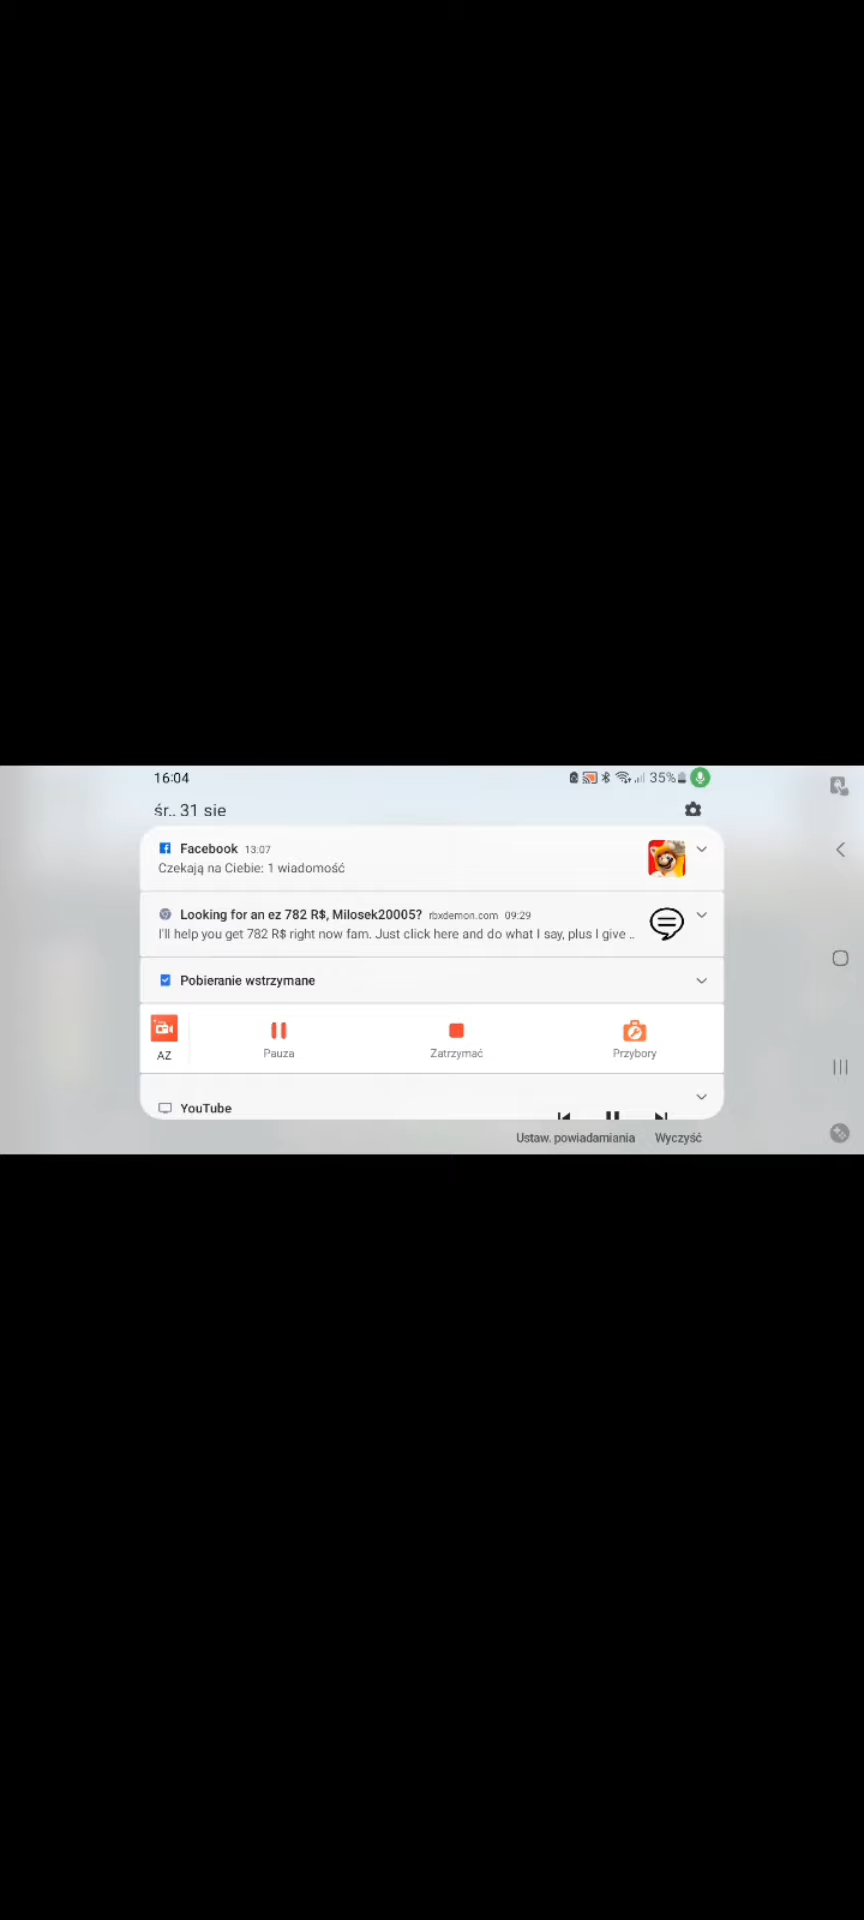 16:04
35%
śr.. 31 sie
Facebook 13:07
Czekają na Ciebie: 1 wiadomość
Looking for an ez 782 R$, Milosek20005? rbxdemon.com 09:29
I'll help you get 782 R$ right now fam. Just click here and do what I say, plus I give ..
Pobieranie wstrzymane
AZ
Pauza
Zatrzymać
Przybory
YouTube
Ustaw. powiadamiania Wyczyść